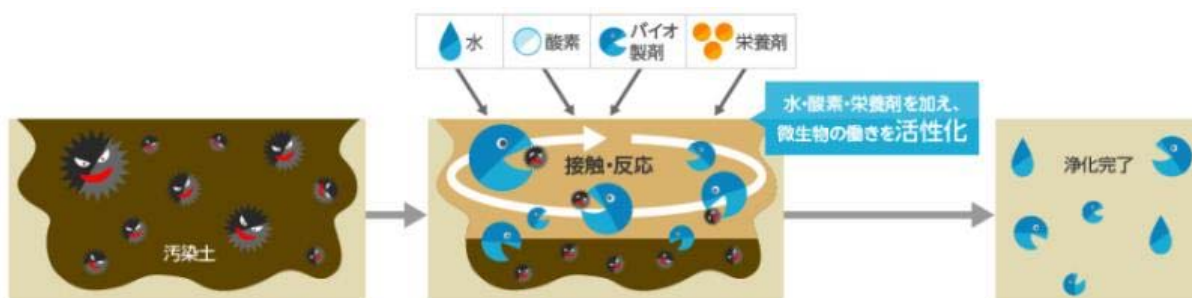 水
酸素
バイオ
製剤
栄養剤
水・酸素・栄養剤を加え、
微生物の働きを活性化
接触・反応
汚染土
浄化完了